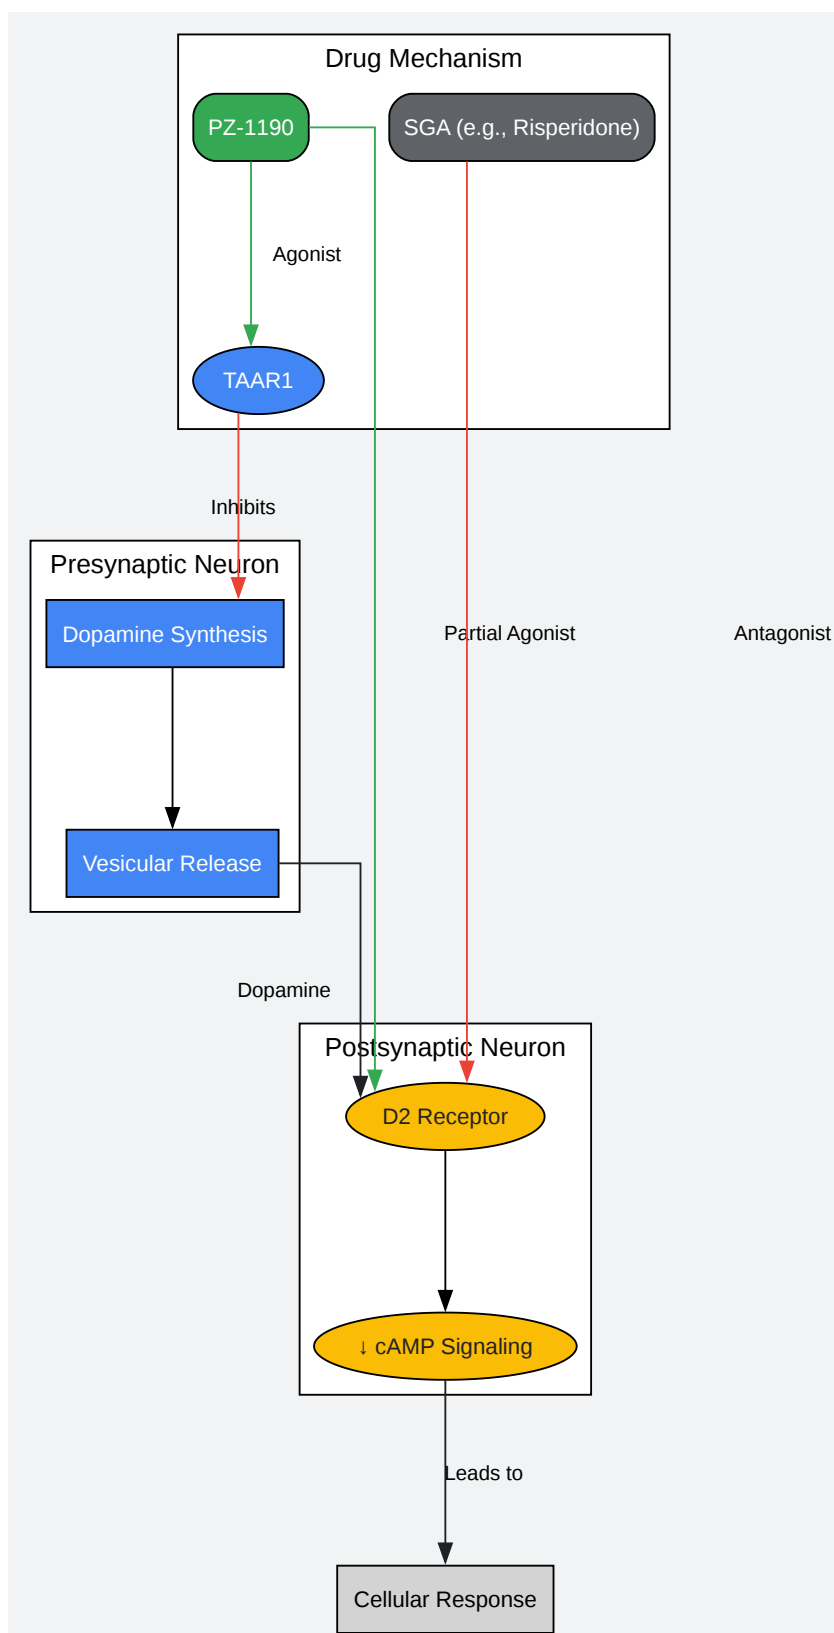 Drug Mechanism
PZ-1190
SGA (e.g., Risperidone)
Agonist
TAAR1
Inhibits
Presynaptic Neuron
Dopamine Synthesis
Partial Agonist
Antagonist
Vesicular Release
Dopamine
Postsynaptic Neuron
D2 Receptor
↓ cAMP Signaling
Leads to
Cellular Response